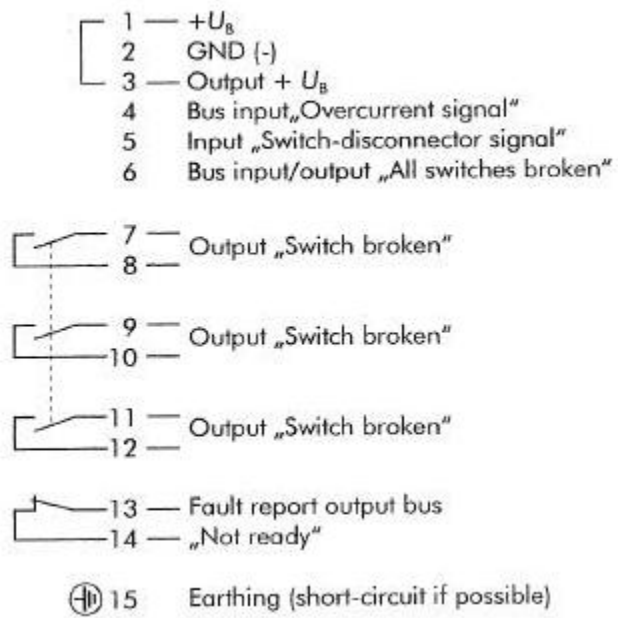 1 — +U_B
2 GND (-)
3 — Output + U_B
4 Bus input„Overcurrent signal"
5 Input „Switch-disconnector signal"
6 Bus input/output „All switches broken"
7
Output „Switch broken"
8
9
Output „Switch broken"
10
11
Output „Switch broken"
12
13 — Fault report output bus
14 — „Not ready"
15 Earthing (short-circuit if possible)